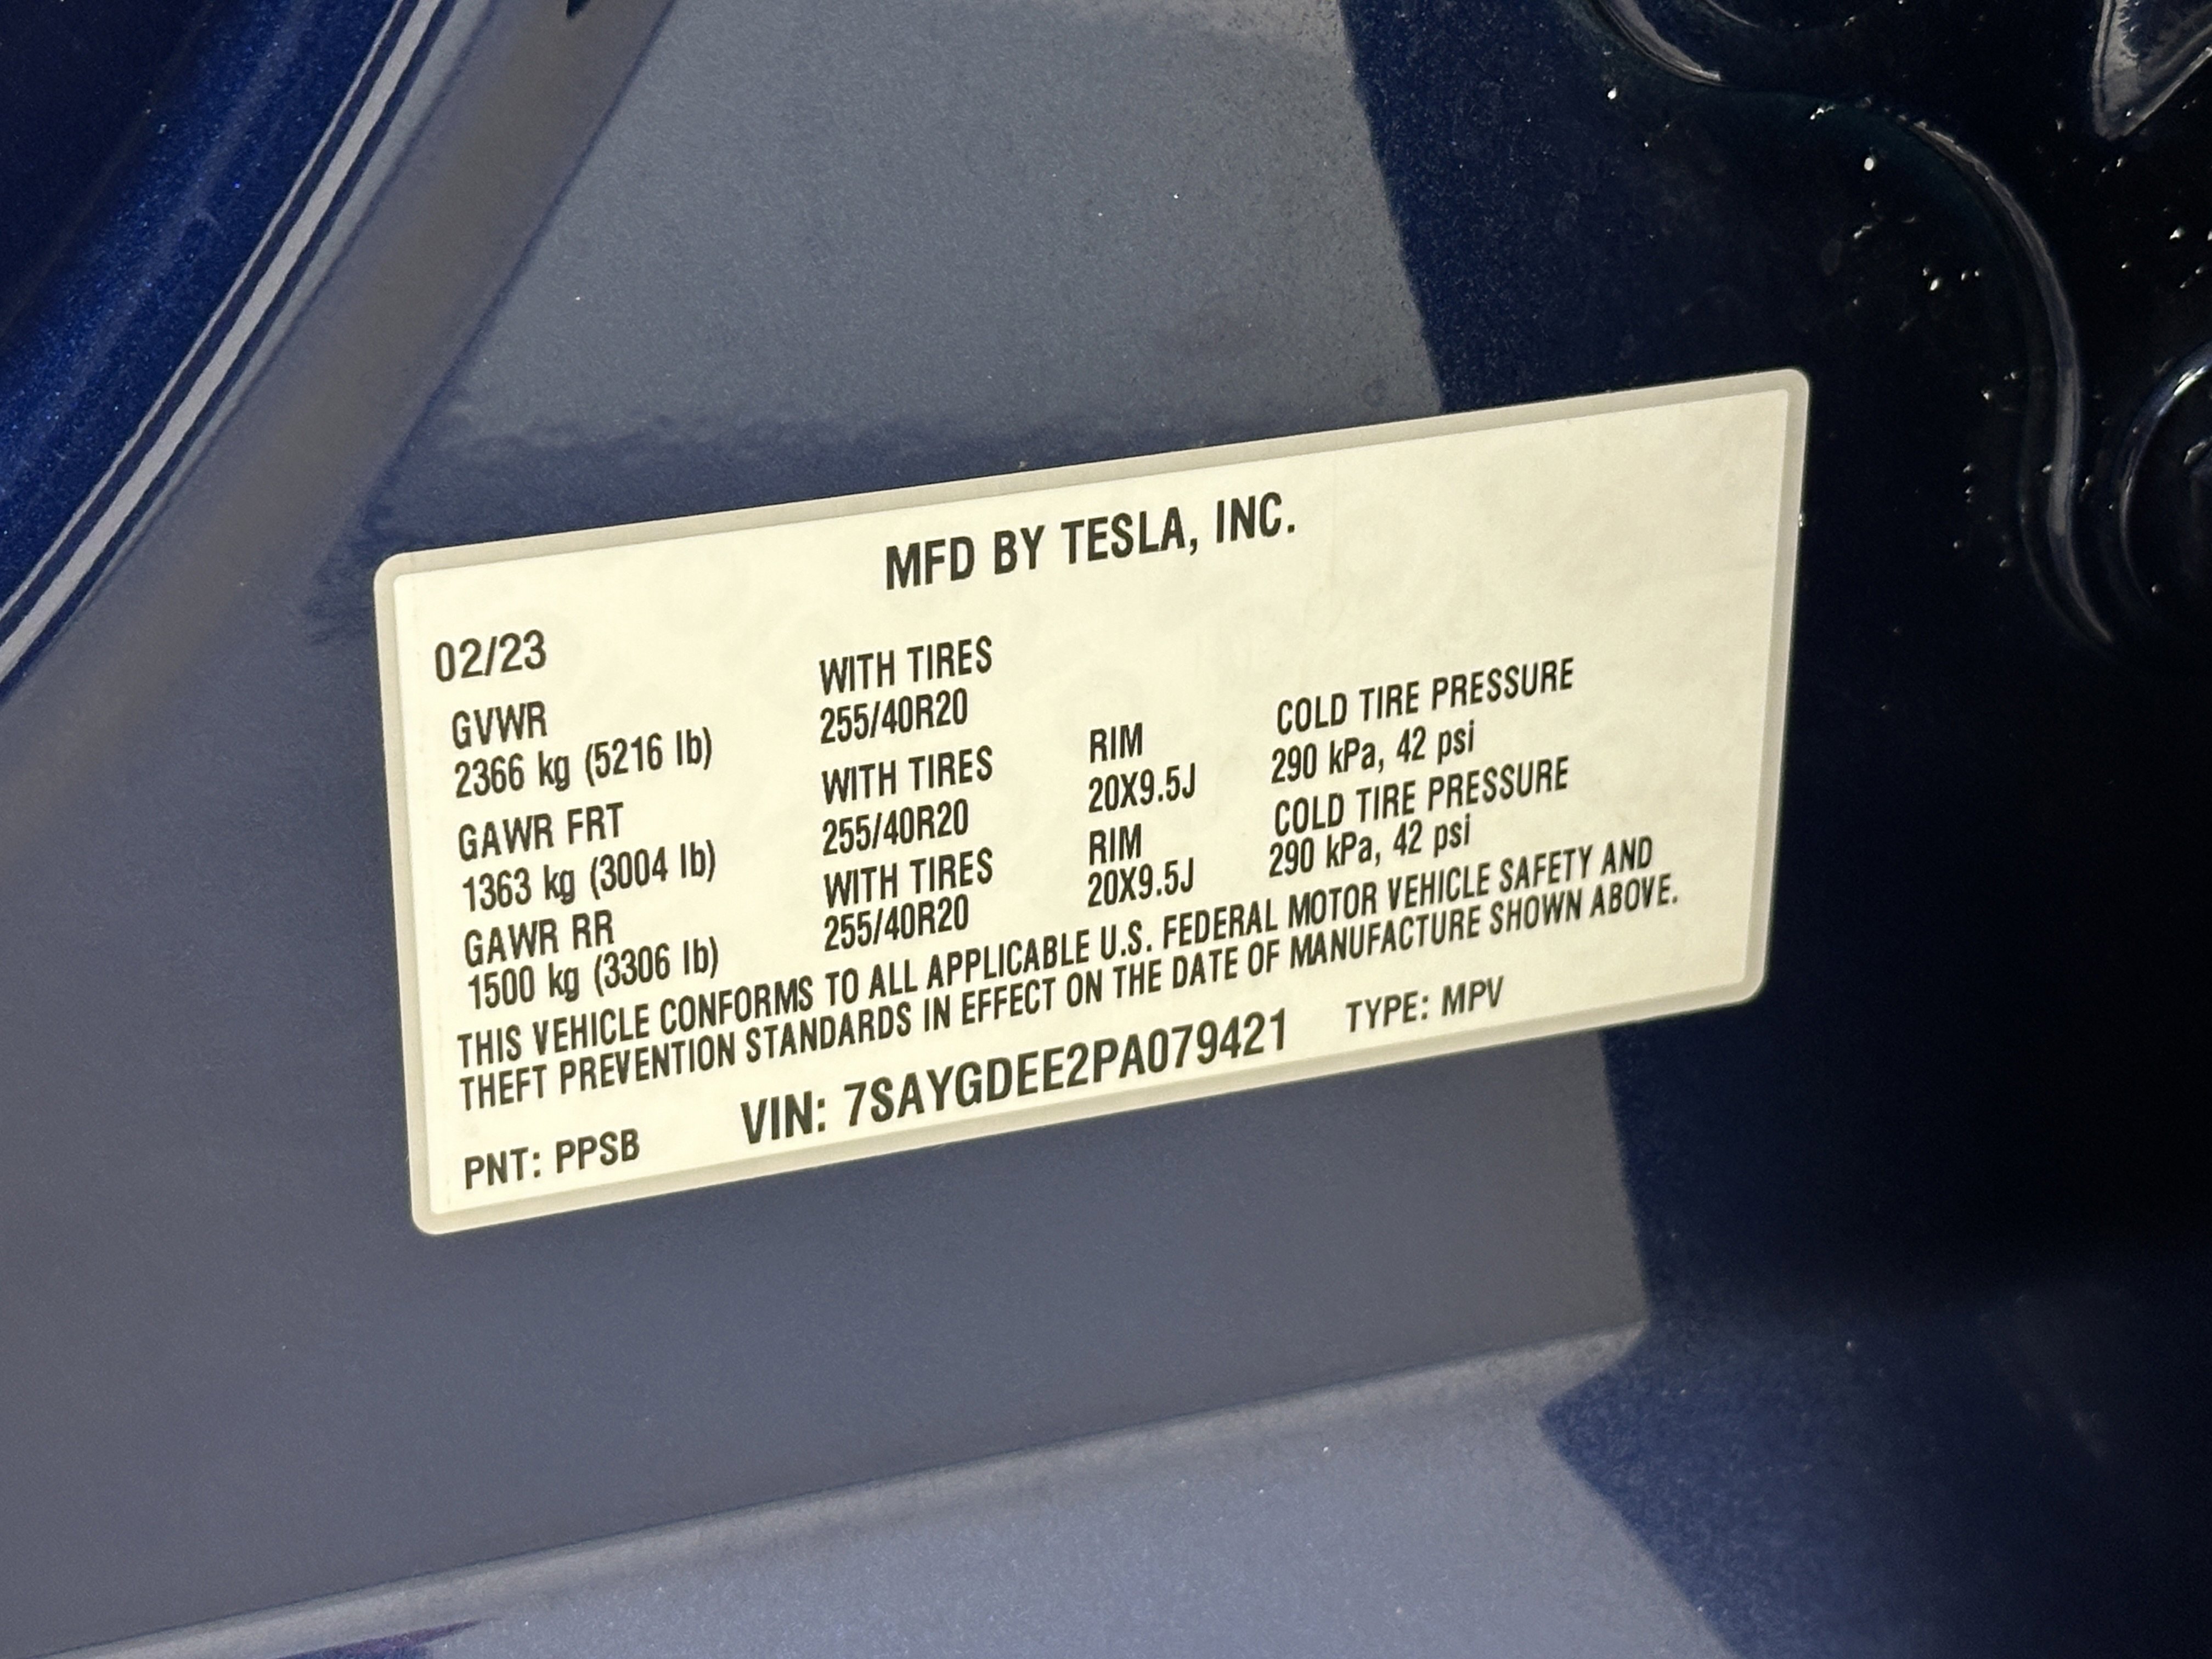 MFD BY TESLA, INC.
02/23
GVWR WITH TIRES
2366 kg (5216 lb) 255/40R20
GAWR FRT WITH TIRES RIM COLD TIRE PRESSURE
1363 kg (3004 lb) 255/40R20 20X9.5J 290 kPa, 42 psi
GAWR RR WITH TIRES RIM COLD TIRE PRESSURE
1500 kg (3306 lb) 255/40R20 20X9.5J 290 kPa, 42 psi
THIS VEHICLE CONFORMS TO ALL APPLICABLE U.S. FEDERAL MOTOR VEHICLE SAFETY AND
THEFT PREVENTION STANDARDS IN EFFECT ON THE DATE OF MANUFACTURE SHOWN ABOVE.
PNT: PPSB VIN: 7SAYGDEE2PA079421 TYPE: MPV